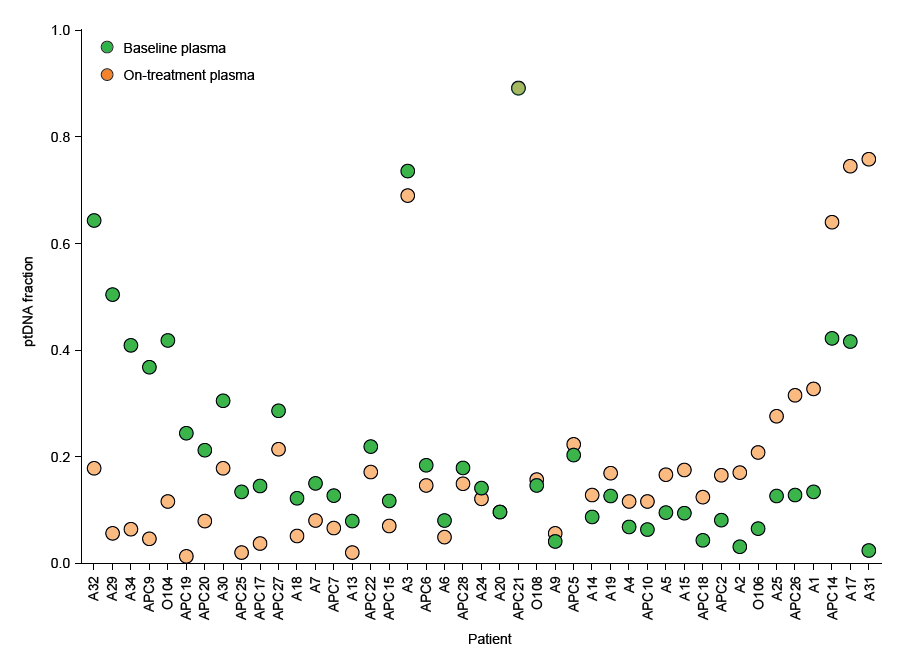 1.0
Baseline plasma
On-treatment plasma
0.8
0.6
ptDNA fraction
0.4
0.2
0.0
A32
A29
A34
APC9
O104
APC19
APC20
A30
APC25
APC17
APC27
A18
A7
APC7
A13
APC22
APC15
A3
APC6
A6
APC28
A24
A20
APC21
O108
A9
APC5
A14
A19
A44
APC10
A5
A15
APC18
APC2
A2
O106
A25
APC26
A1
APC14
A17
A31
Patient